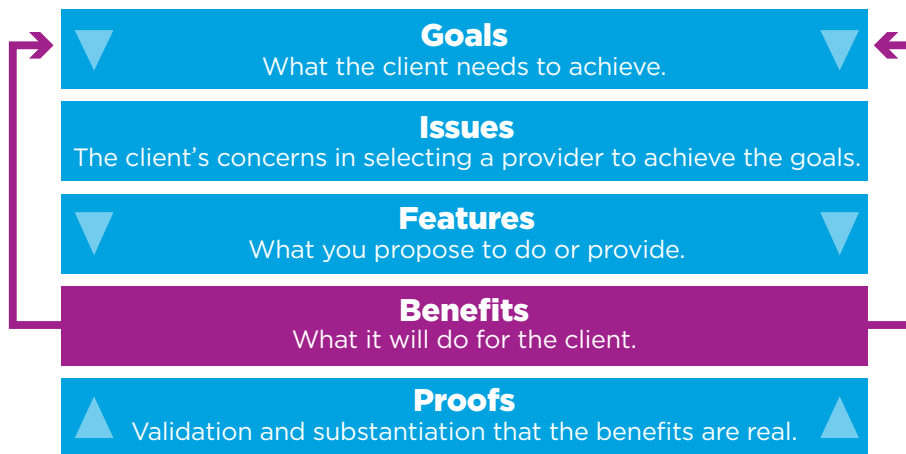 Goals
What the client needs to achieve.
Issues
The client’s concerns in selecting a provider to achieve the goals.
Features
What you propose to do or provide.
Benefits
What it will do for the client.
Proofs
Validation and substantiation that the benefits are real.